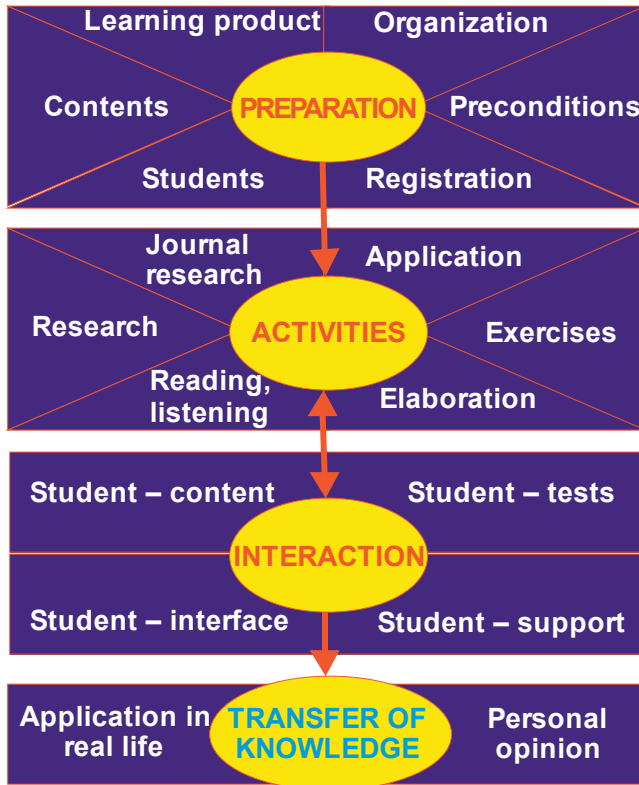 Learning product
Organization
Contents
PREPARATION
Preconditions
Students
Registration
Journal
research
Application
Research
ACTIVITIES
Exercises
Reading,
listening
Elaboration
Student – content
Student – tests
INTERACTION
Student – interface
Student – support
Application in
real life
TRANSFER OF
KNOWLEDGE
Personal
opinion